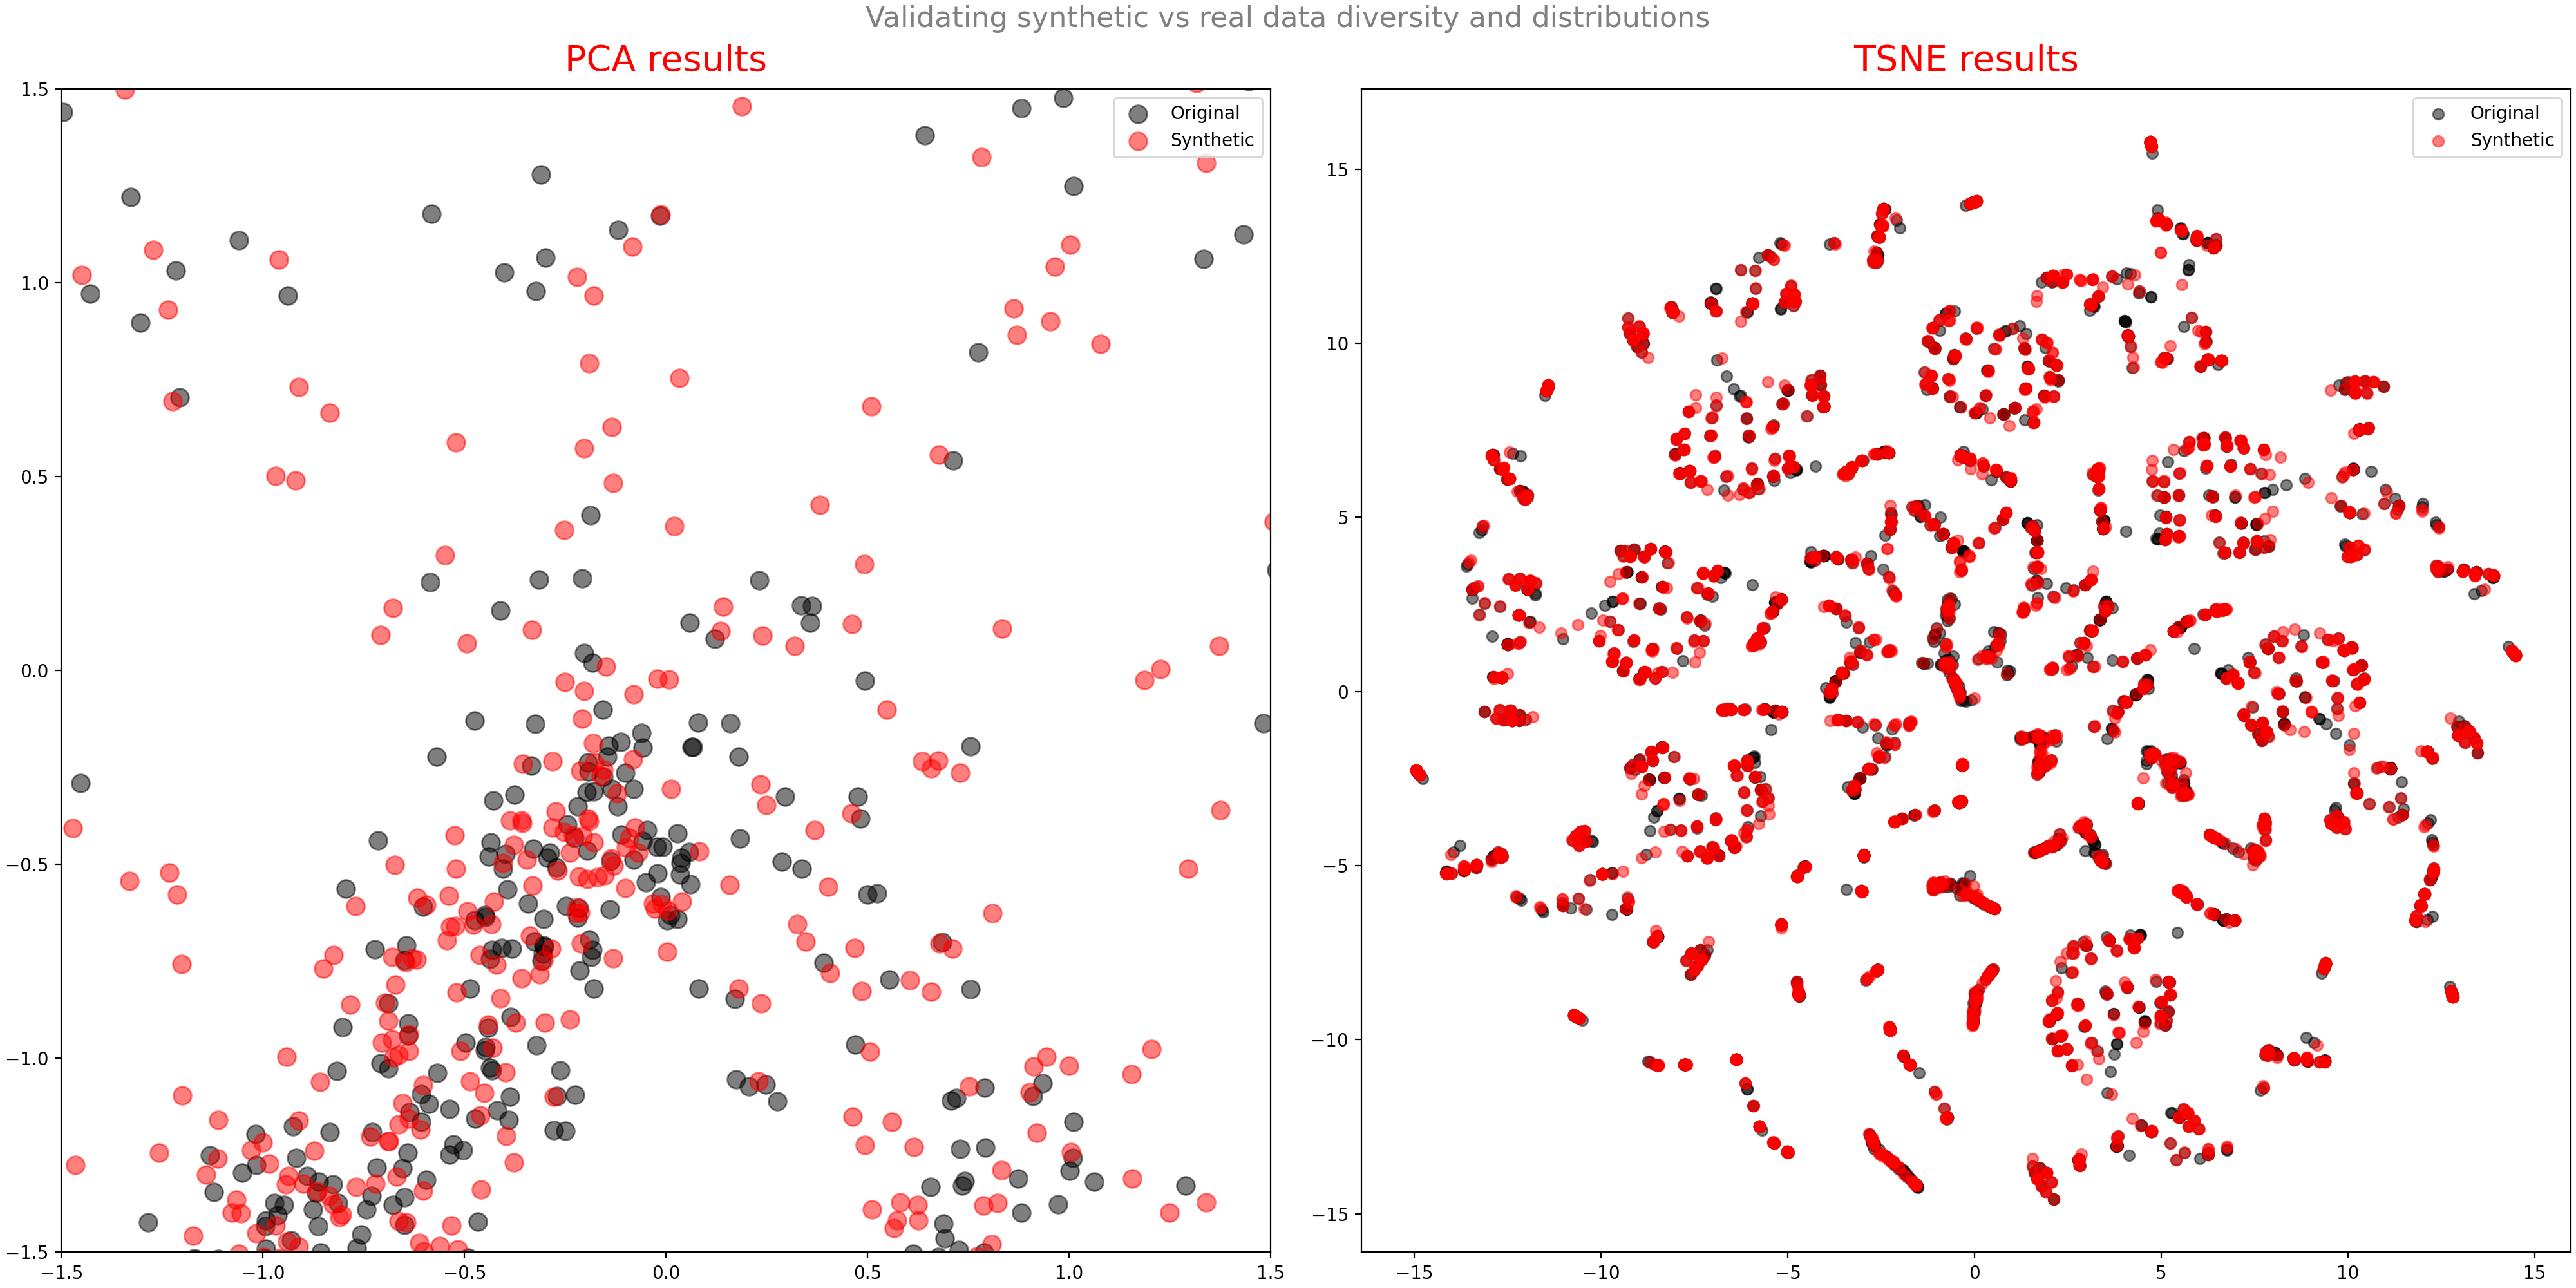 Validating synthetic vs real data diversity and distributions
PCA results
TSNE results
Original
Synthetic
1.5
1.0
0.5
0.0
−0.5
−1.0
−1.5
−1.5 −1.0 −0.5 0.0 0.5 1.0 1.5
Original
Synthetic
15
10
5
0
−5
−10
−15
−15 −10 −5 0 5 10 15